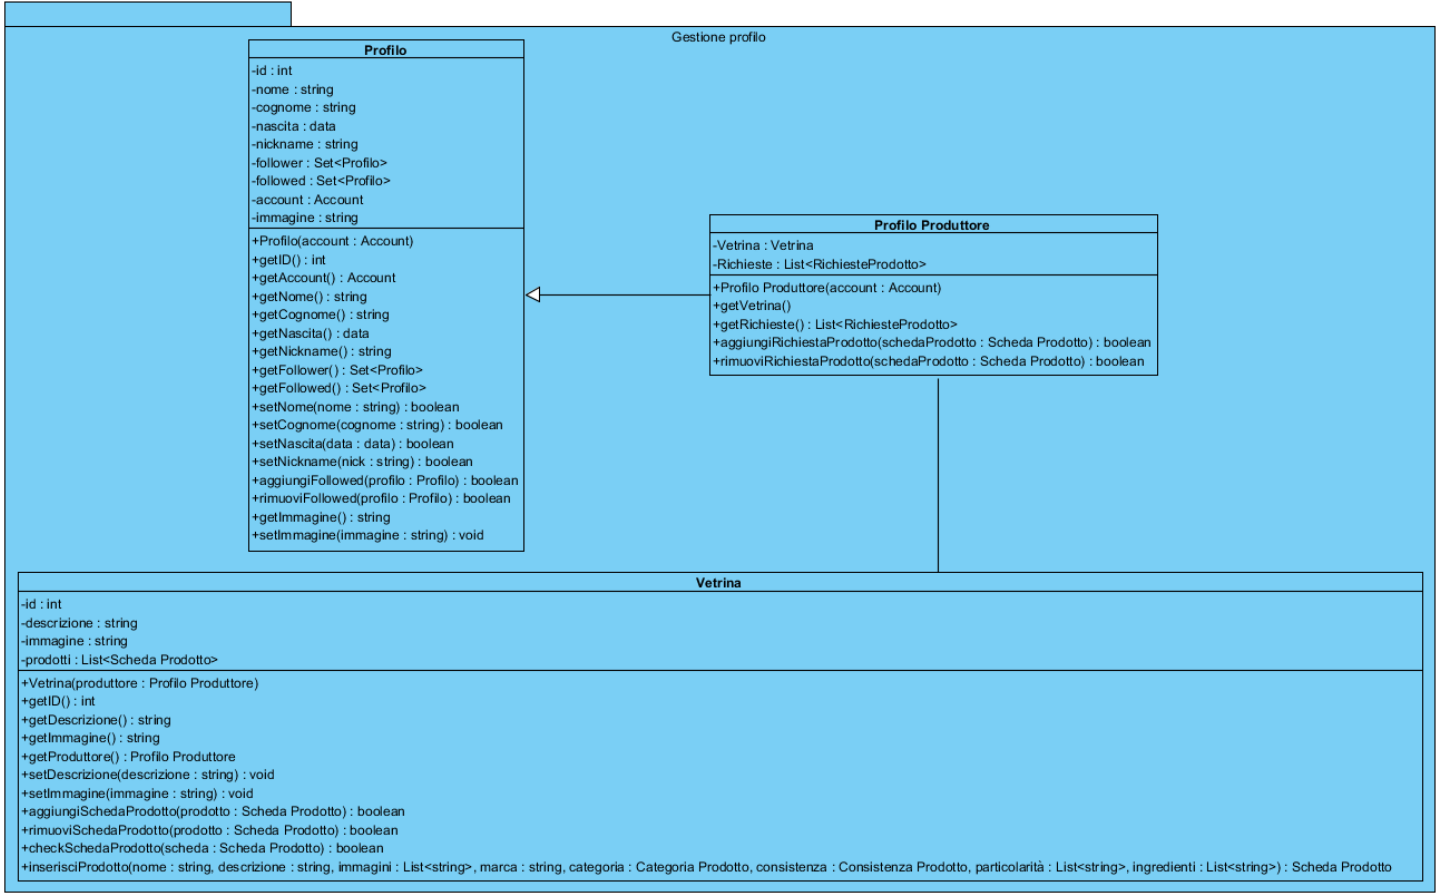 Gestione profilo
Profilo
-id : int
-nome : string
-cognome : string
-nascita : data
-nickname : string
-follower : Set<Profilo>
-followed : Set<Profilo>
-account : Account
-immagine : string
+Profilo(account : Account)
+getID() : int
+getAccount() : Account
+getNome() : string
+getCognome() : string
+getNascita() : data
+getNickname() : string
+getFollower() : Set<Profilo>
+getFollowed() : Set<Profilo>
+setNome(nome : string) : boolean
+setCognome(cognome : string) : boolean
+setNascita(data : data) : boolean
+setNickname(nick : string) : boolean
+aggiungiFollowed(profilo : Profilo) : boolean
+rimuoviFollowed(profilo : Profilo) : boolean
+getImmagine() : string
+setImmagine(immagine : string) : void
Profilo Produttore
-Vetrina : Vetrina
-Richieste : List<RichiesteProdotto>
+Profilo Produttore(account : Account)
+getVetrina()
+getRichieste() : List<RichiesteProdotto>
+aggiungiRichiestaProdotto(schedaProdotto : Scheda Prodotto) : boolean
+rimuoviRichiestaProdotto(schedaProdotto : Scheda Prodotto) : boolean
Vetrina
-id : int
-descrizione : string
-immagine : string
-prodotti : List<Scheda Prodotto>
+Vetrina(produttore : Profilo Produttore)
+getID() : int
+getDescrizione() : string
+getImmagine() : string
+getProduttore() : Profilo Produttore
+setDescrizione(descrizione : string) : void
+setImmagine(immagine : string) : void
+aggiungiSchedaProdotto(prodotto : Scheda Prodotto) : boolean
+rimuoviSchedaProdotto(prodotto : Scheda Prodotto) : boolean
+checkSchedaProdotto(scheda : Scheda Prodotto) : boolean
+inserisciProdotto(nome : string, descrizione : string, immagini : List<string>, marca : string, categoria : Categoria Prodotto, consistenza : Consistenza Prodotto, particolarità : List<string>, ingredienti : List<string>) : Scheda Prodotto